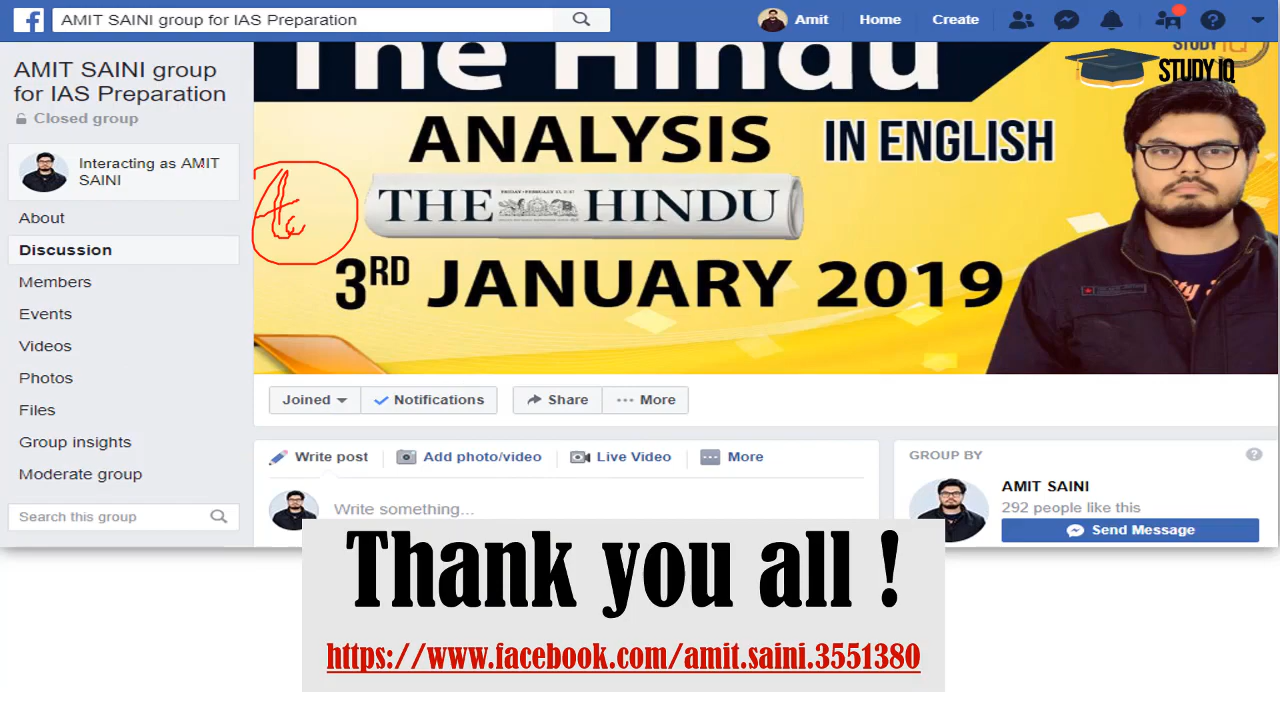 AMIT SAINI group for IAS Preparation
Amit
Home
Create
AMIT SAINI group
for IAS Preparation
Closed group
Interacting as AMIT
SAINI
About
Discussion
Members
Events
Videos
Photos
Files
Group insights
Moderate group
Search this group
The Hindu
STUDY IQ
STUDY IQ
ANALYSIS
IN ENGLISH
THE HINDU
3RD JANUARY 2019
Joined
Notifications
Share
More
Write post
Add photo/video
Live Video
More
Write something...
GROUP BY
AMIT SAINI
292 people like this
Send Message
Thank you all !
https://www.facebook.com/amit.saini.3551380